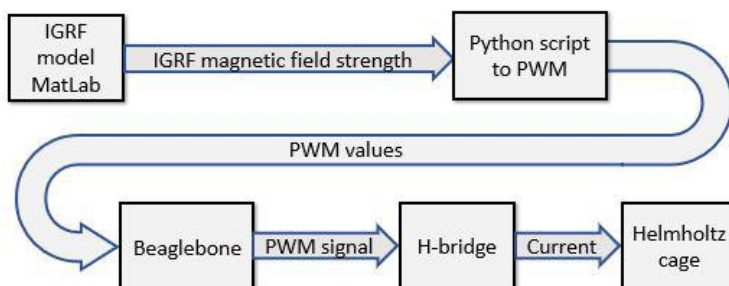 IGRF
model
MatLab
IGRF magnetic field strength
Python script
to PWM
PWM values
Beaglebone
PWM signal
H-bridge
Current
Helmholtz
cage